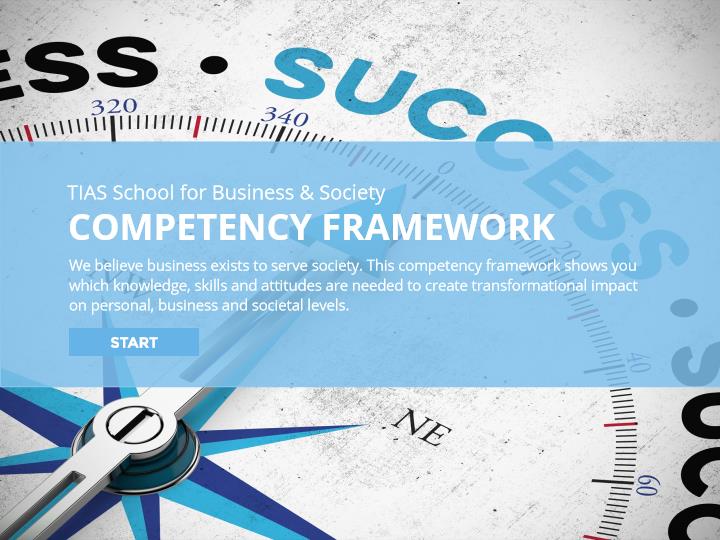 ESS • SUCCESS • 
320
340
0
20
40
60
TIAS School for Business & Society
COMPETENCY FRAMEWORK
We believe business exists to serve society. This competency framework shows you
which knowledge, skills and attitudes are needed to create transformational impact
on personal, business and societal levels.
START
NE
SUCC